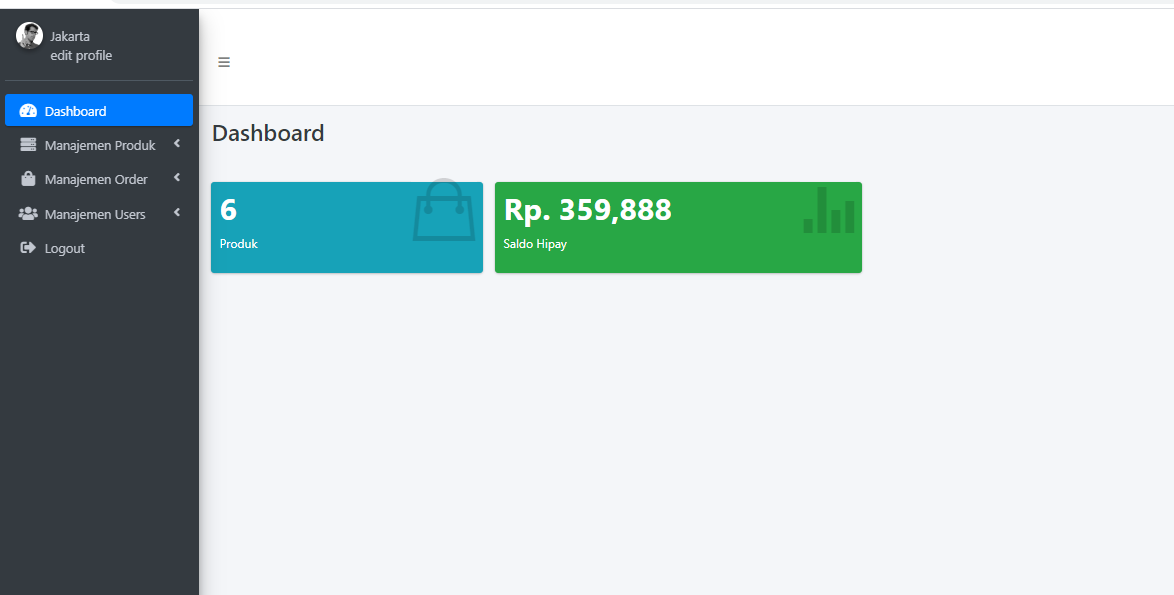 Jakarta
edit profile
Dashboard
Manajemen Produk
Manajemen Order
Manajemen Users
Logout
Dashboard
6
Produk
Rp. 359,888
Saldo Hipay